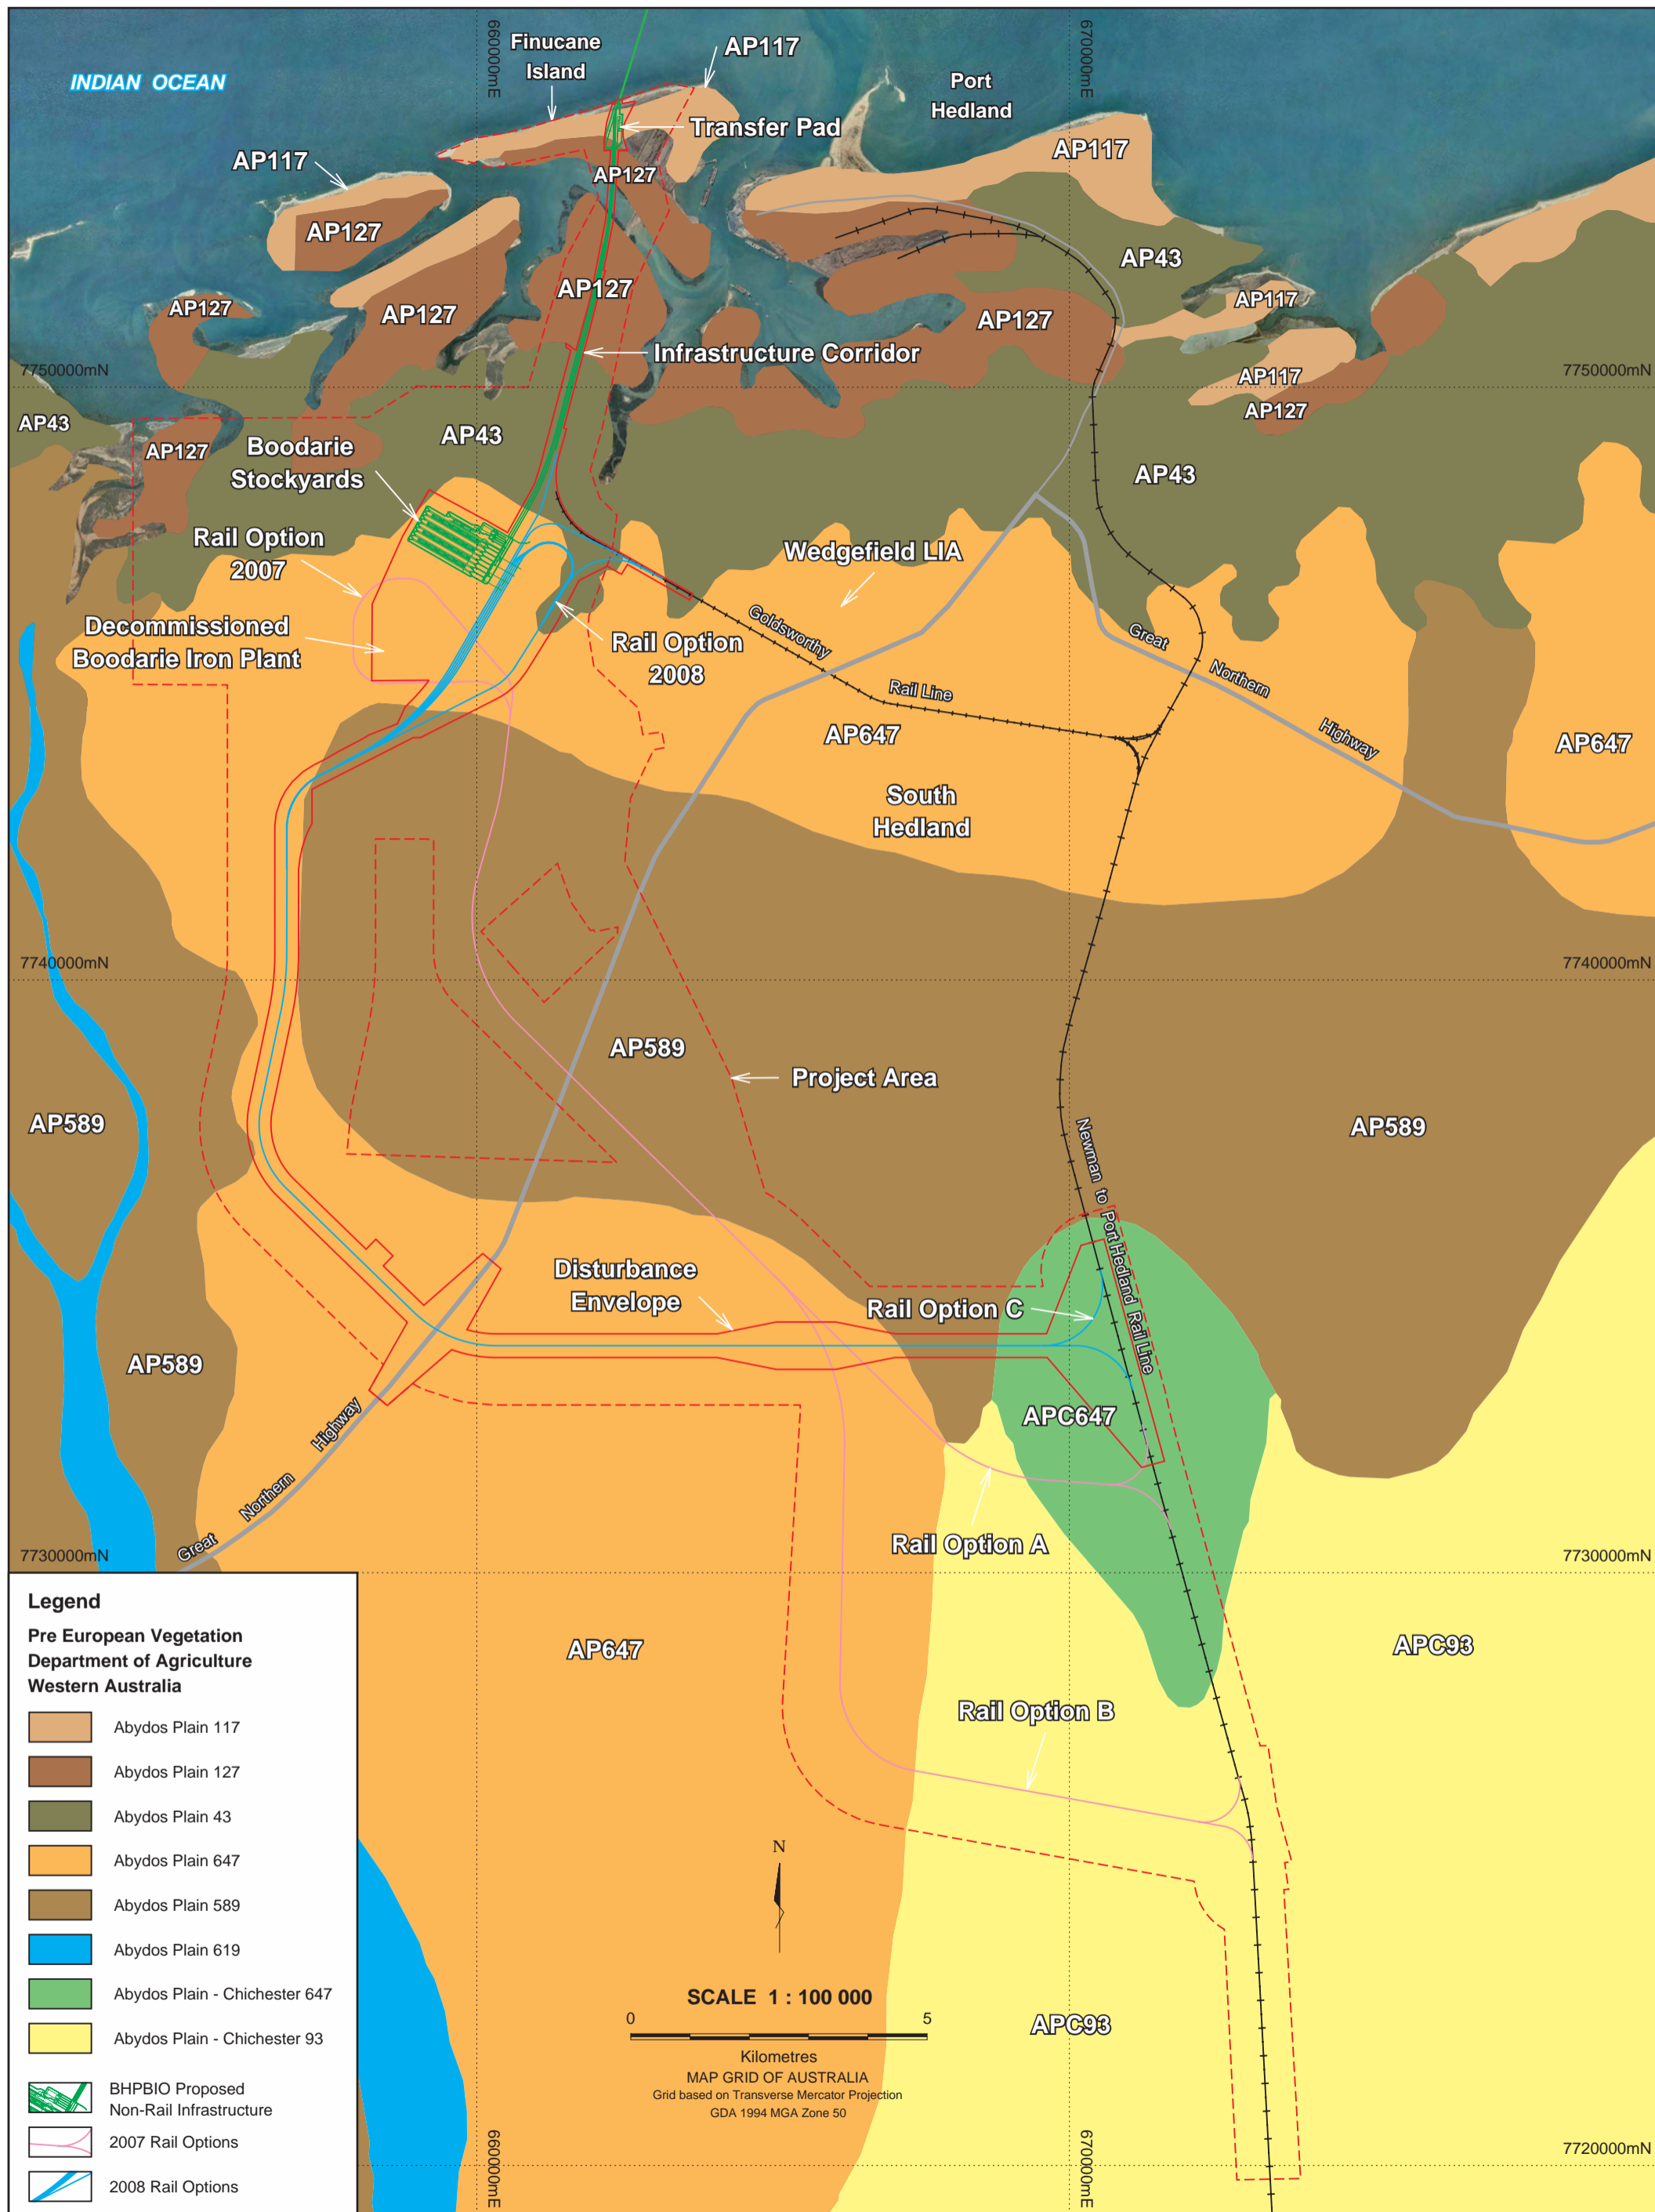 660000mE
670000mE
INDIAN OCEAN
Finucane
Island
AP117
Port
Hedland
Transfer Pad
AP117
AP117
AP127
AP127
AP43
AP127
AP127
AP127
AP127
AP117
Infrastructure Corridor
7750000mN
7750000mN
AP117
AP127
AP43
AP43
AP127
Boodarie
Stockyards
AP43
Rail Option
2007
Wedgefield LIA
Decommissioned
Boodarie Iron Plant
Rail Option
2008
Goldsworthy
Rail Line
Great
Northern
Highway
AP647
AP647
South
Hedland
7740000mN
7740000mN
AP589
Project Area
AP589
AP589
Newman to Port Hedland Rail Line
Disturbance
Envelope
Rail Option C
AP589
APC647
Highway
Northern
Great
Rail Option A
7730000mN
7730000mN
AP647
APC93
Rail Option B
Legend
Pre European Vegetation
Department of Agriculture
Western Australia
Abydos Plain 117
Abydos Plain 127
Abydos Plain 43
Abydos Plain 647
Abydos Plain 589
Abydos Plain 619
Abydos Plain - Chichester 647
Abydos Plain - Chichester 93
BHPBIO Proposed
Non-Rail Infrastructure
2007 Rail Options
2008 Rail Options
N
SCALE 1 : 100 000
0 5
Kilometres
MAP GRID OF AUSTRALIA
Grid based on Transverse Mercator Projection
GDA 1994 MGA Zone 50
APC93
660000mE
670000mE
7720000mN